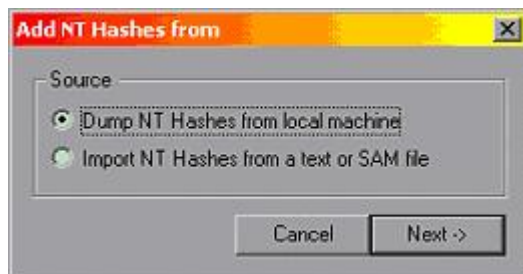 Add NT Hashes from
Source
Dump NT Hashes from local machine
Import NT Hashes from a text or SAM file
Cancel
Next ->